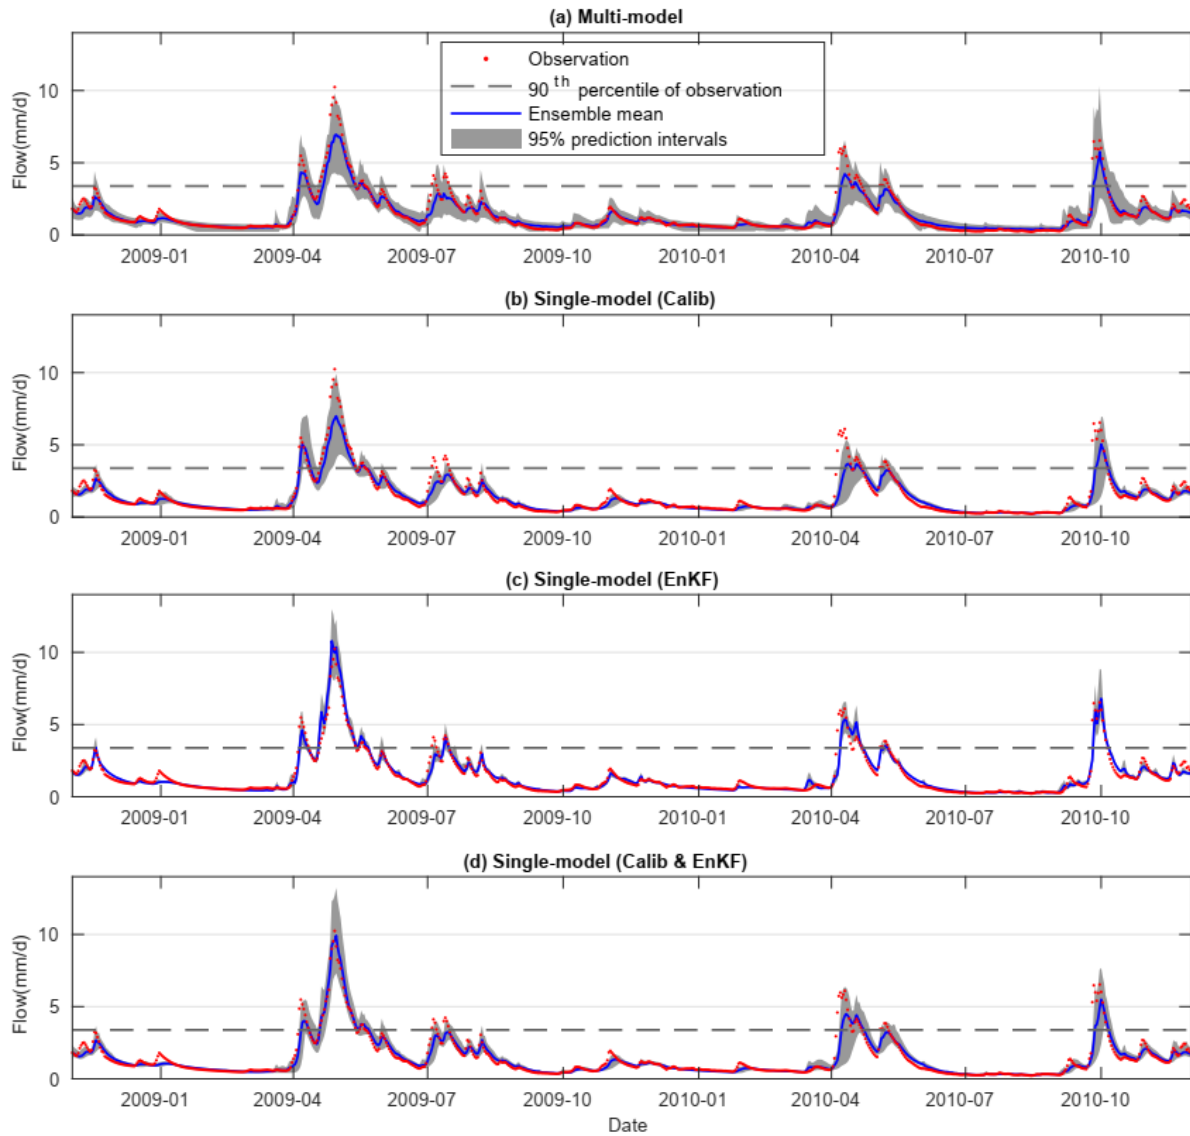 (a) Multi-model
Flow(mm/d)
10
5
0
Observation
90th percentile of observation
Ensemble mean
95% prediction intervals
2009-01 2009-04 2009-07 2009-10 2010-01 2010-04 2010-07 2010-10
(b) Single-model (Calib)
Flow(mm/d)
10
5
0
2009-01 2009-04 2009-07 2009-10 2010-01 2010-04 2010-07 2010-10
(c) Single-model (EnKF)
Flow(mm/d)
10
5
0
2009-01 2009-04 2009-07 2009-10 2010-01 2010-04 2010-07 2010-10
(d) Single-model (Calib & EnKF)
Flow(mm/d)
10
5
0
2009-01 2009-04 2009-07 2009-10 2010-01 2010-04 2010-07 2010-10
Date